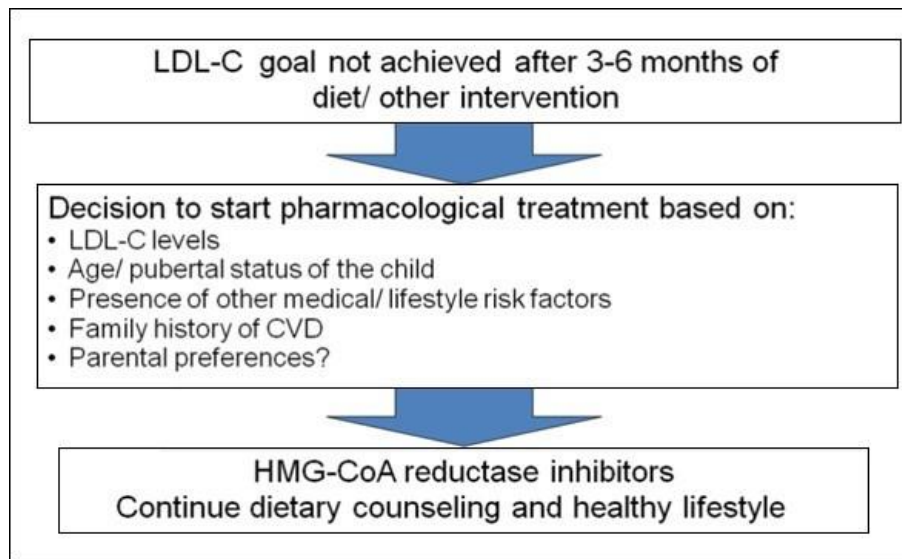 LDL-C goal not achieved after 3-6 months of
diet/ other intervention
Decision to start pharmacological treatment based on:
• LDL-C levels
• Age/ pubertal status of the child
• Presence of other medical/ lifestyle risk factors
• Family history of CVD
• Parental preferences?
HMG-CoA reductase inhibitors
Continue dietary counseling and healthy lifestyle